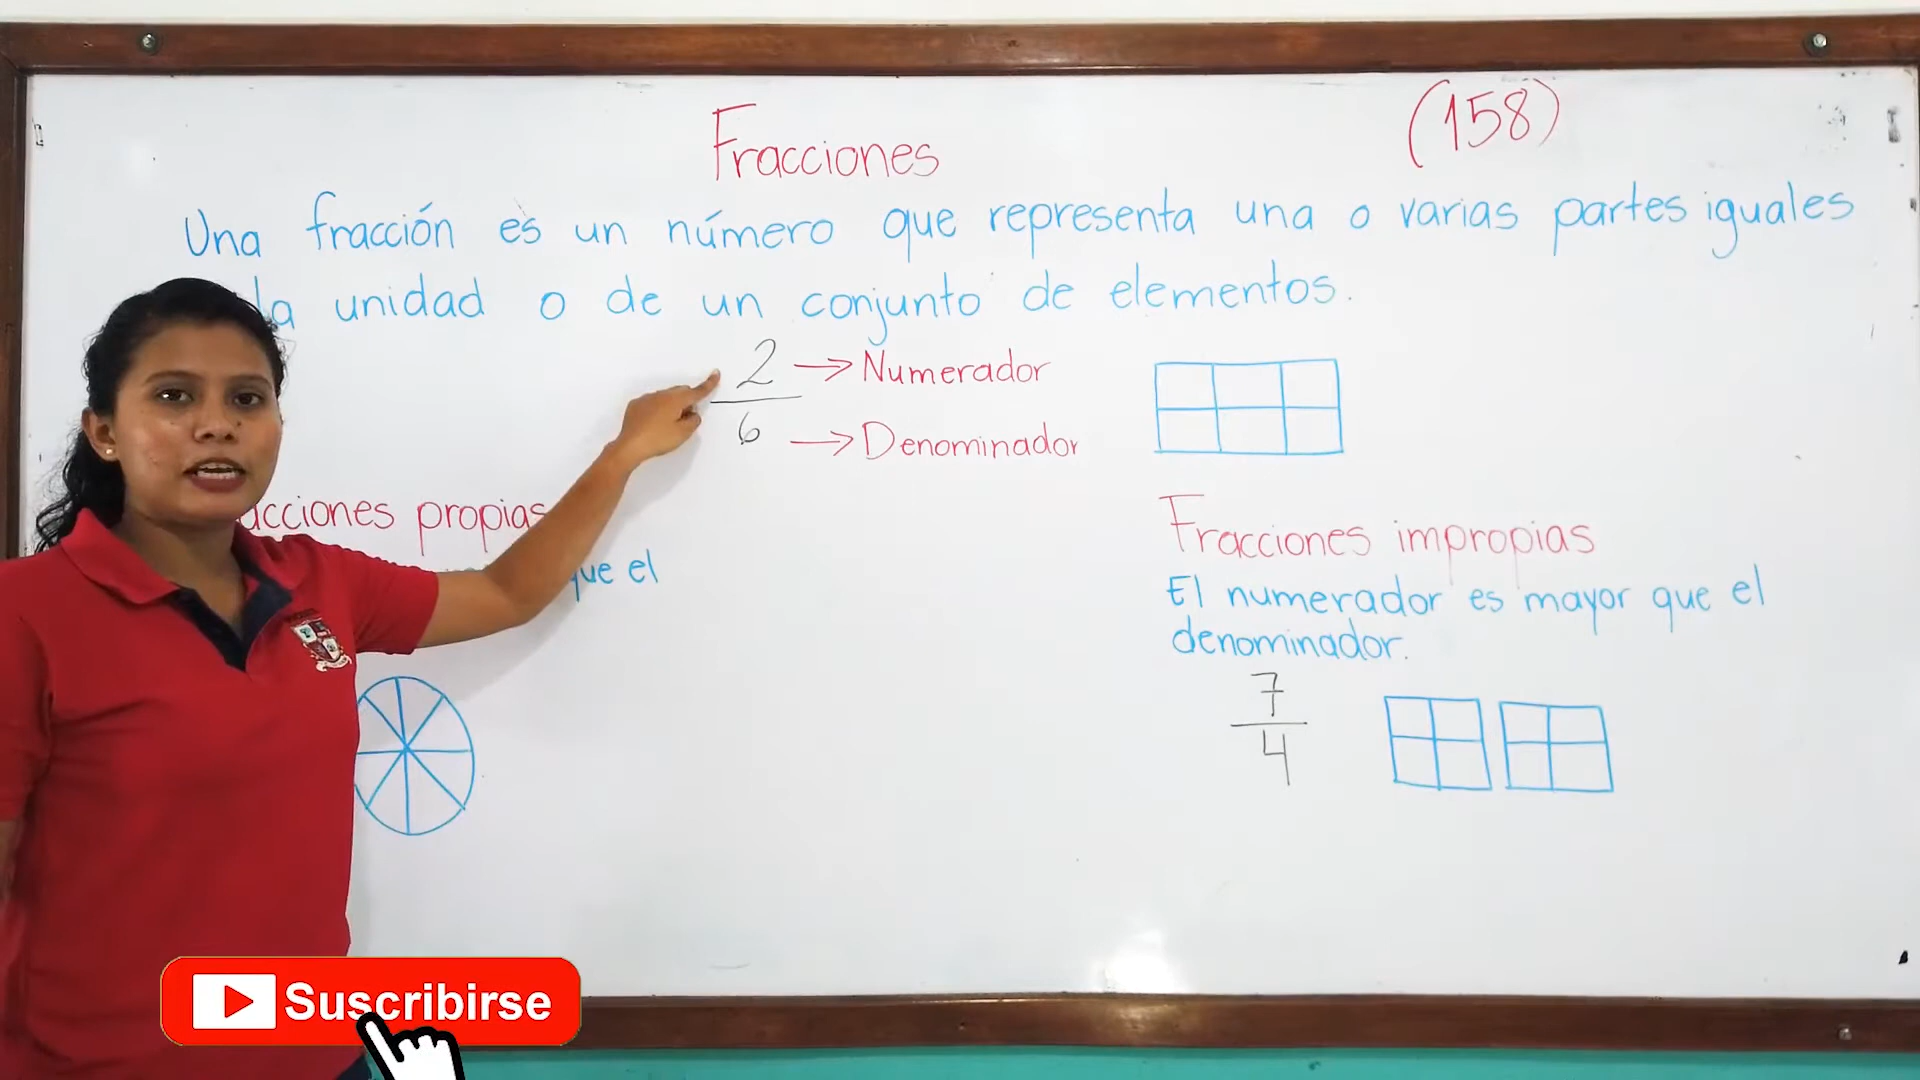 Fracciones
(158)
Una fracción es un número que representa una o varias partes iguales
la unidad o de un conjunto de elementos.
2 → Numerador
6 → Denominador
acciones propias
que el
Fracciones impropias
El numerador es mayor que el
denominador.
7
4
Suscribirse